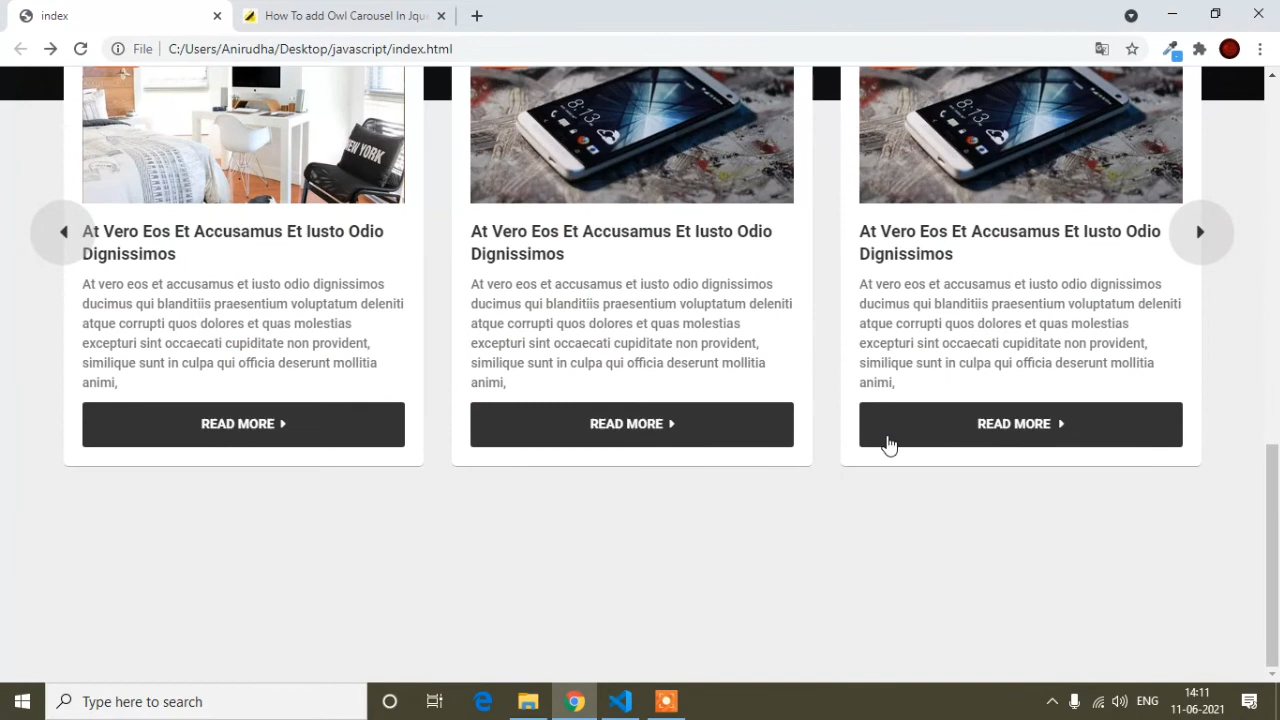 index
How To add Owl Carousel In Jqu
File
C:/Users/Anirudha/Desktop/javascript/index.html
NEW YORK
8:13
8:13
At Vero Eos Et Accusamus Et Iusto Odio
Dignissimos
At vero eos et accusamus et iusto odio dignissimos
ducimus qui blanditiis praesentium voluptatum deleniti
atque corrupti quos dolores et quas molestias
excepturi sint occaecati cupiditate non provident,
similique sunt in culpa qui officia deserunt mollitia
animi,
READ MORE
At Vero Eos Et Accusamus Et Iusto Odio
Dignissimos
At vero eos et accusamus et iusto odio dignissimos
ducimus qui blanditiis praesentium voluptatum deleniti
atque corrupti quos dolores et quas molestias
excepturi sint occaecati cupiditate non provident,
similique sunt in culpa qui officia deserunt mollitia
animi,
READ MORE
At Vero Eos Et Accusamus Et Iusto Odio
Dignissimos
At vero eos et accusamus et iusto odio dignissimos
ducimus qui blanditiis praesentium voluptatum deleniti
atque corrupti quos dolores et quas molestias
excepturi sint occaecati cupiditate non provident,
similique sunt in culpa qui officia deserunt mollitia
animi,
READ MORE
Type here to search
ENG
14:11
11-06-2021